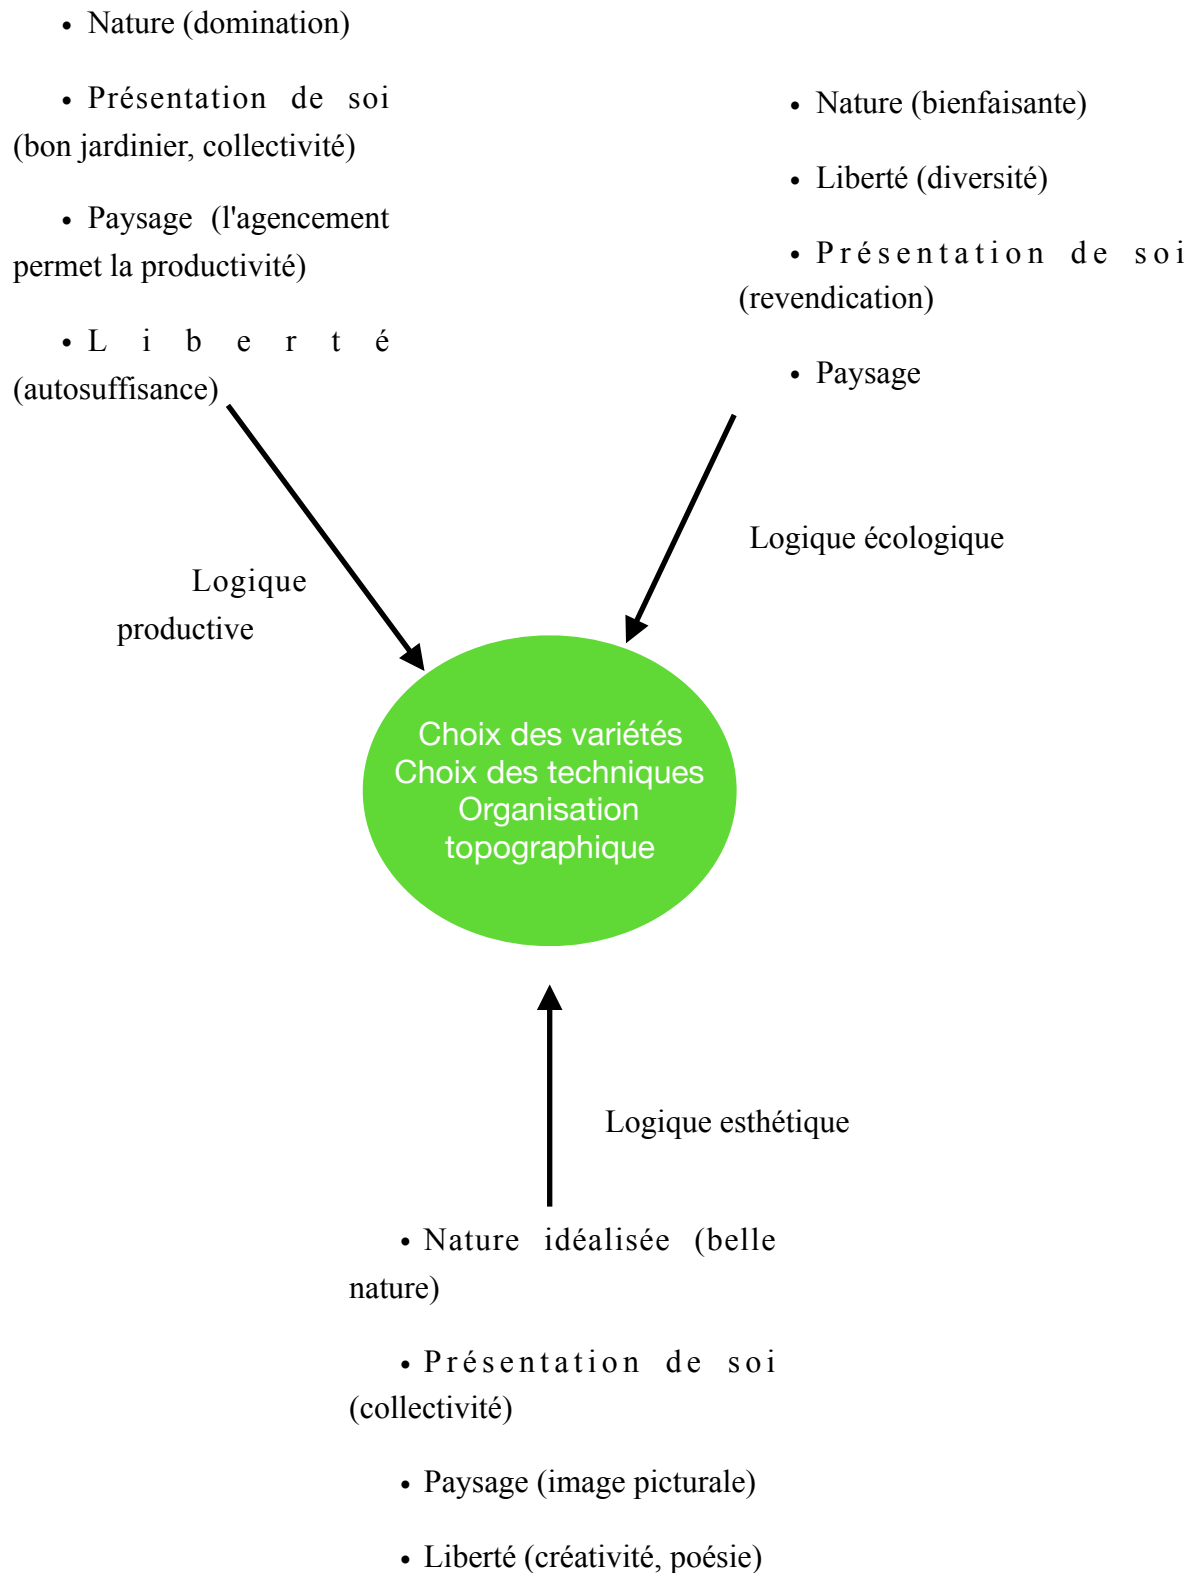 • Nature (domination)
• Présentation de soi
(bon jardinier, collectivité)
• Paysage (l'agencement
permet la productivité)
• Liberté
(autosuffisance)
• Nature (bienfaisante)
• Liberté (diversité)
• Présentation de soi
(revendication)
• Paysage
Logique écologique
Logique
productive
Choix des variétés
Choix des techniques
Organisation
topographique
Logique esthétique
• Nature idéalisée (belle
nature)
• Présentation de soi
(collectivité)
• Paysage (image picturale)
• Liberté (créativité, poésie)